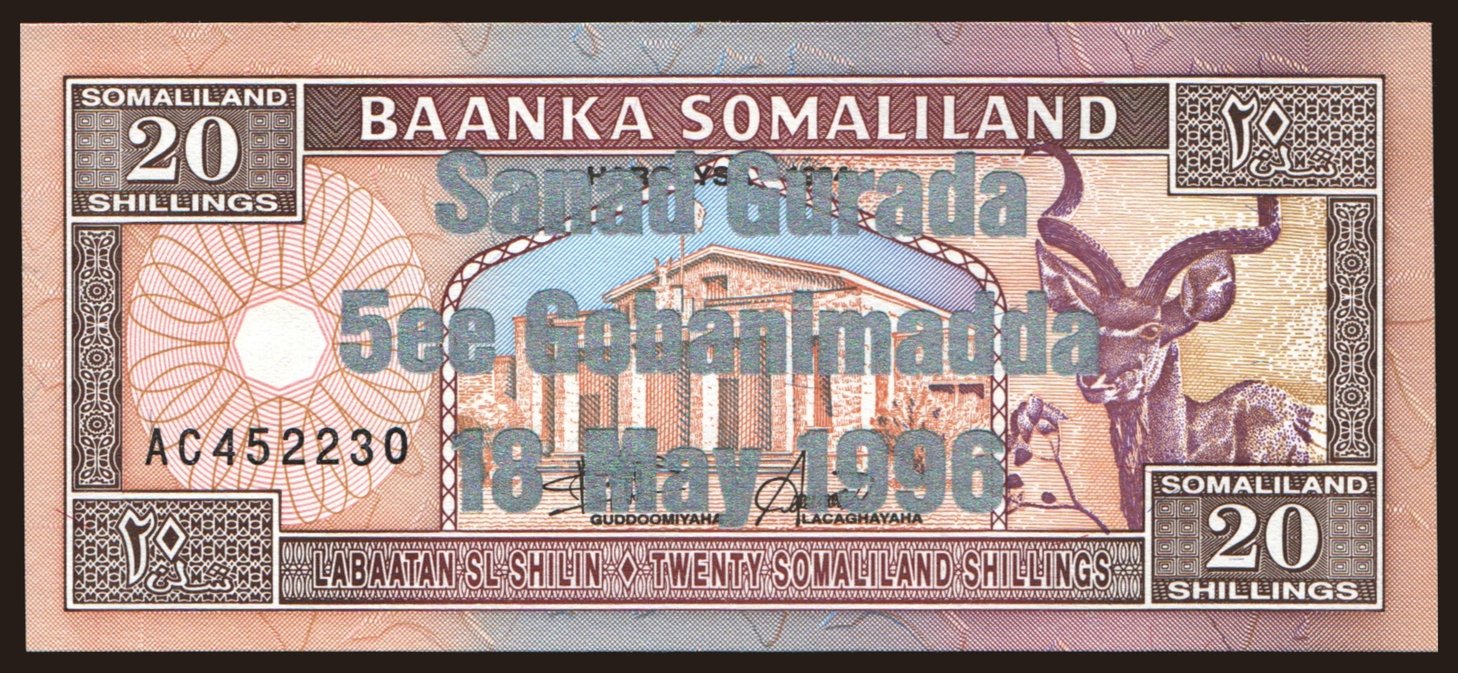 SOMALILAND
20
SHILLINGS
BAANKA SOMALILAND
٢٠
شلن
Sanad Gurada
5ee Gobanimadda
18 May 1996
AC452230
GUDDOOMIYAHA
LACAGHAYAHA
٢٠
شلن
LABAATAN SL SHILIN ♦ TWENTY SOMALILAND SHILLINGS
SOMALILAND
20
SHILLINGS